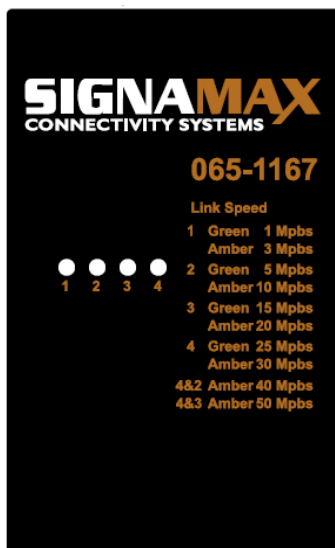 SIGNAMAX
CONNECTIVITY SYSTEMS
065-1167
Link Speed
1 Green 1 Mpbs
Amber 3 Mpbs
2 Green 5 Mpbs
Amber 10 Mpbs
3 Green 15 Mpbs
Amber 20 Mpbs
4 Green 25 Mpbs
Amber 30 Mpbs
4&2 Amber 40 Mpbs
4&3 Amber 50 Mpbs
1 2 3 4